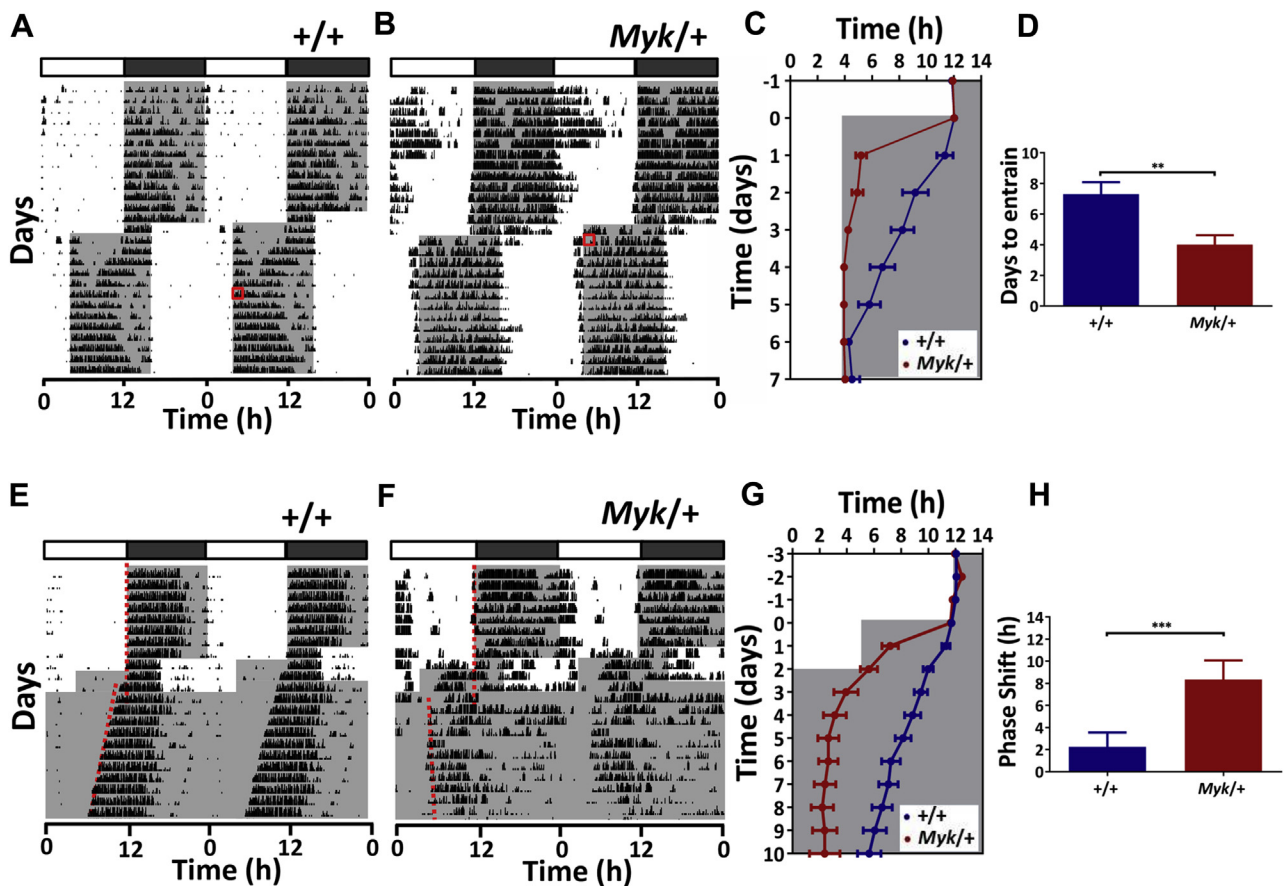 A
+/+
Days
0 12 0 12 0
Time (h)
B
Myk/+
0 12 0 12 0
Time (h)
C
Time (h)
0 2 4 6 8 10 12 14
Time (days)
-1
0
1
2
3
4
5
6
7
+/+
Myk/+
D
Days to entrain
10
8
6
4
2
0
**
+/+ Myk/+
E
+/+
Days
0 12 0 12 0
Time (h)
F
Myk/+
0 12 0 12 0
Time (h)
G
Time (h)
0 2 4 6 8 10 12 14
Time (days)
-3
-2
-1
0
1
2
3
4
5
6
7
8
9
10
+/+
Myk/+
H
Phase Shift (h)
14
12
10
8
6
4
2
0
***
+/+ Myk/+